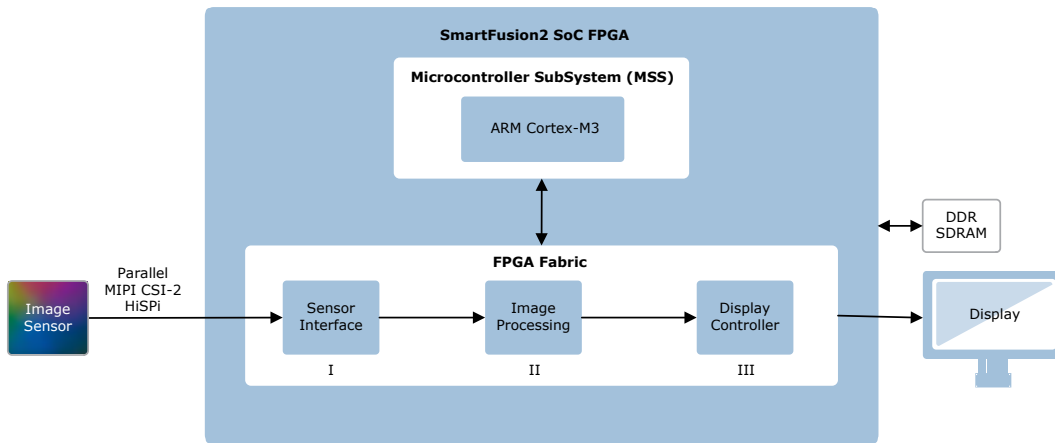 SmartFusion2 SoC FPGA
Microcontroller SubSystem (MSS)
ARM Cortex-M3
DDR
SDRAM
FPGA Fabric
Parallel
MIPI CSI-2
HiSPi
Image
Sensor
Sensor
Interface
Image
Processing
Display
Controller
Display
I
II
III